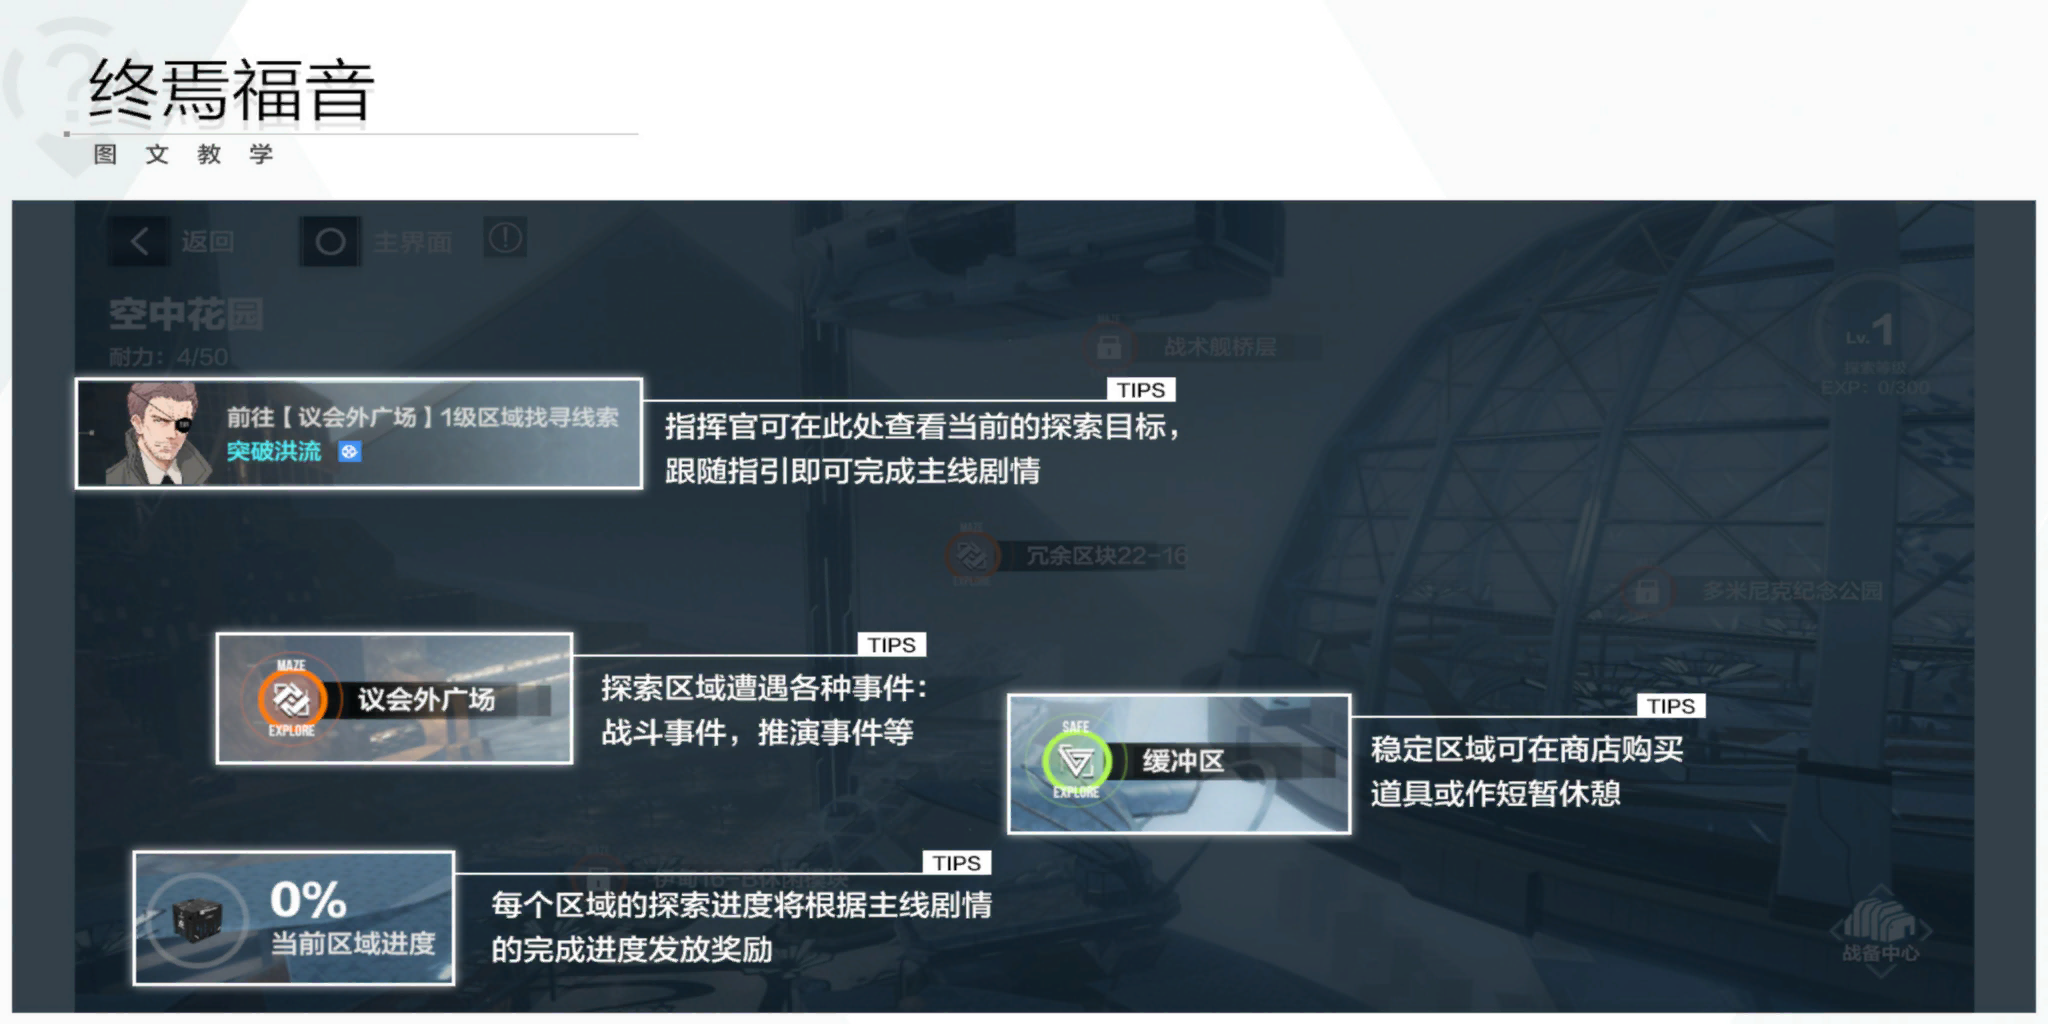 终焉福音
图文教学
返回
主界面
空中花园
耐力：4/50
MAZE
战术舰桥层
Lv.1
探索等级
EXP：0/300
前往【议会外广场】1级区域找寻线索
突破洪流
TIPS
指挥官可在此处查看当前的探索目标，
跟随指引即可完成主线剧情
MAZE
冗余区块22-16
EXPLORE
多米尼克纪念公园
MAZE
议会外广场
EXPLORE
TIPS
探索区域遭遇各种事件：
战斗事件，推演事件等
SAFE
缓冲区
EXPLORE
TIPS
稳定区域可在商店购买
道具或作短暂休憩
0%
当前区域进度
TIPS
每个区域的探索进度将根据主线剧情
的完成进度发放奖励
战备中心